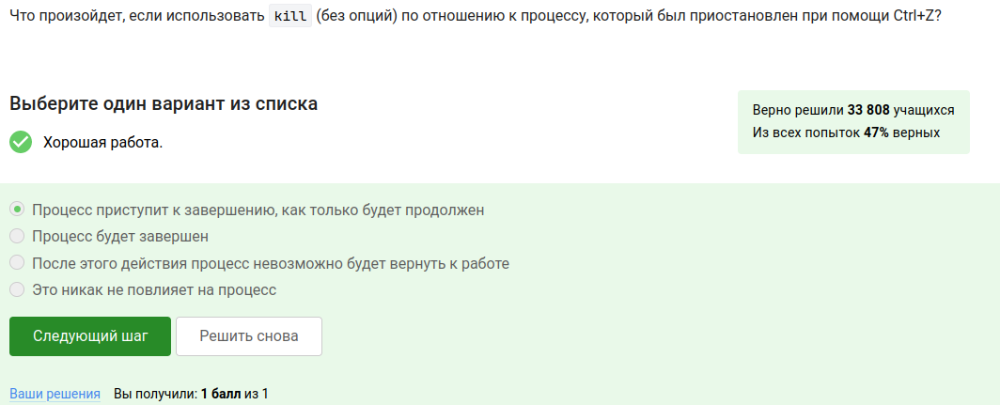 Что произойдет, если использовать kill (без опций) по отношению к процессу, который был приостановлен при помощи Ctrl+Z?
Выберите один вариант из списка
Верно решили 33 808 учащихся
Из всех попыток 47% верных
Хорошая работа.
Процесс приступит к завершению, как только будет продолжен
Процесс будет завершен
После этого действия процесс невозможно будет вернуть к работе
Это никак не повлияет на процесс
Следующий шаг
Решить снова
Ваши решения Вы получили: 1 балл из 1